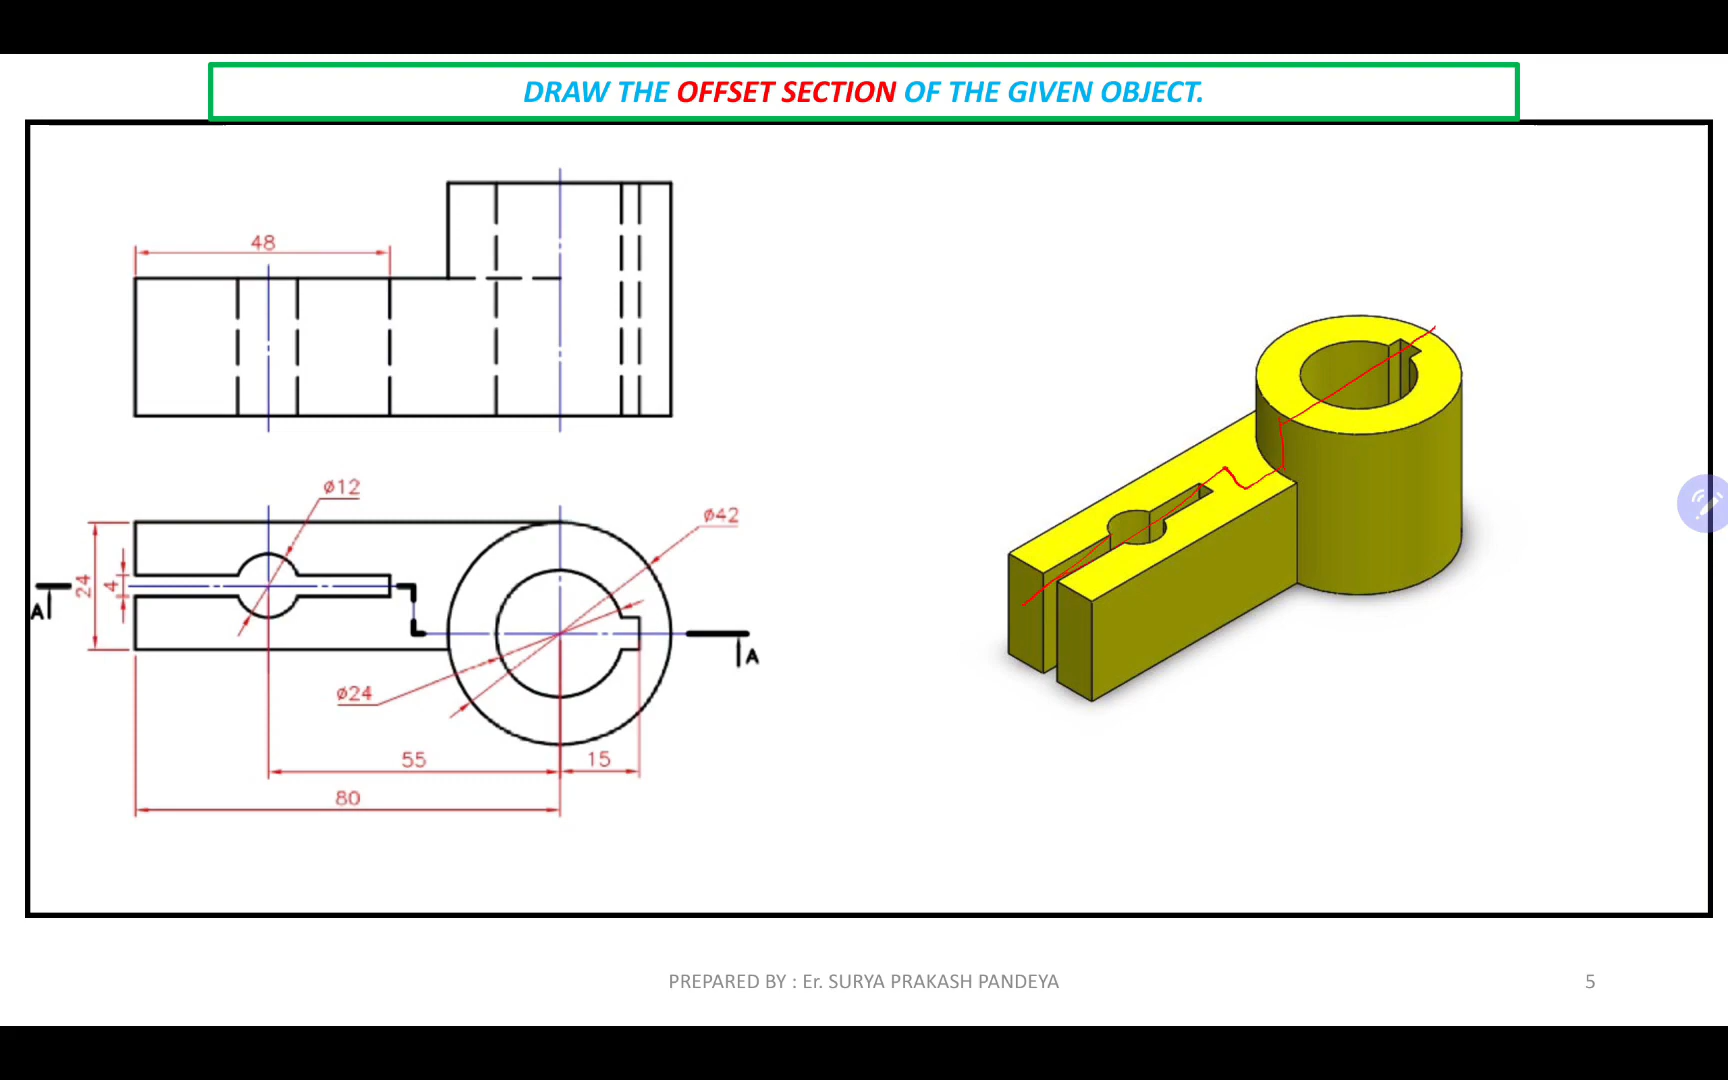 DRAW THE OFFSET SECTION OF THE GIVEN OBJECT.
48
ø12
ø42
24
4
A
A
ø24
55
15
80
PREPARED BY : Er. SURYA PRAKASH PANDEYA
5